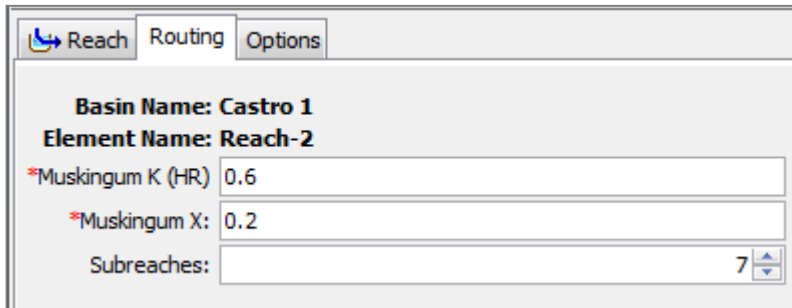 Reach Routing Options
Basin Name: Castro 1
Element Name: Reach-2
*Muskingum K (HR) 0.6
*Muskingum X: 0.2
Subreaches: 7